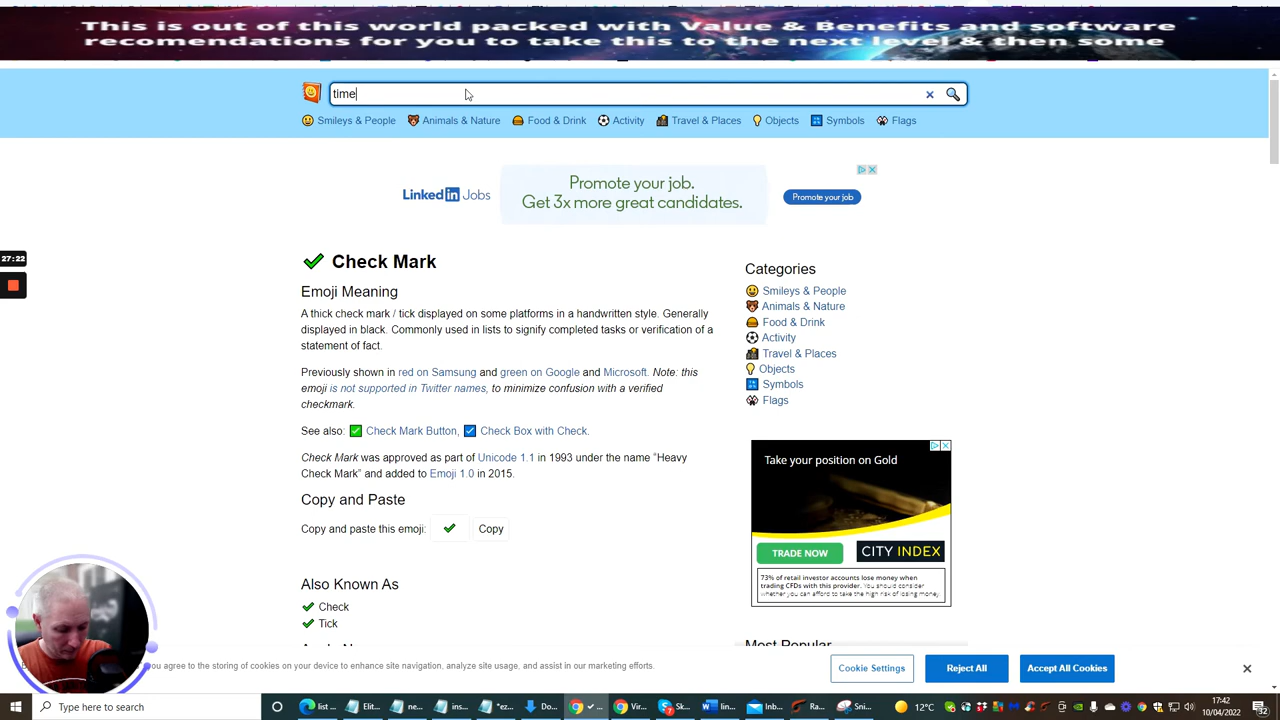 This is out of this world packed with Value & Benefits and software
recomendations for you to take this to the next level & then some
time
Smileys & People Animals & Nature Food & Drink Activity Travel & Places Objects Symbols Flags
LinkedIn Jobs
Promote your job.
Get 3x more great candidates.
Promote your job
27:22
Check Mark
Emoji Meaning
A thick check mark / tick displayed on some platforms in a handwritten style. Generally
displayed in black. Commonly used in lists to signify completed tasks or verification of a
statement of fact.
Previously shown in red on Samsung and green on Google and Microsoft. Note: this
emoji is not supported in Twitter names, to minimize confusion with a verified
checkmark.
See also: Check Mark Button, Check Box with Check.
Check Mark was approved as part of Unicode 1.1 in 1993 under the name “Heavy
Check Mark” and added to Emoji 1.0 in 2015.
Copy and Paste
Copy and paste this emoji: Copy
Also Known As
Check
Tick
Categories
Smileys & People
Animals & Nature
Food & Drink
Activity
Travel & Places
Objects
Symbols
Flags
Take your position on Gold
TRADE NOW
CITY INDEX
73% of retail investor accounts lose money when
trading CFDs with this provider. You should consider
whether you can afford to take the high risk of losing money.
Most Popular
you agree to the storing of cookies on your device to enhance site navigation, analyze site usage, and assist in our marketing efforts.
Cookie Settings
Reject All
Accept All Cookies
Type here to search
list ... Elit... ne... ins... *ez... Do... ... Vir... Sk... lin... Inb... Ra... Sni...
12°C
17:42
10/04/2022